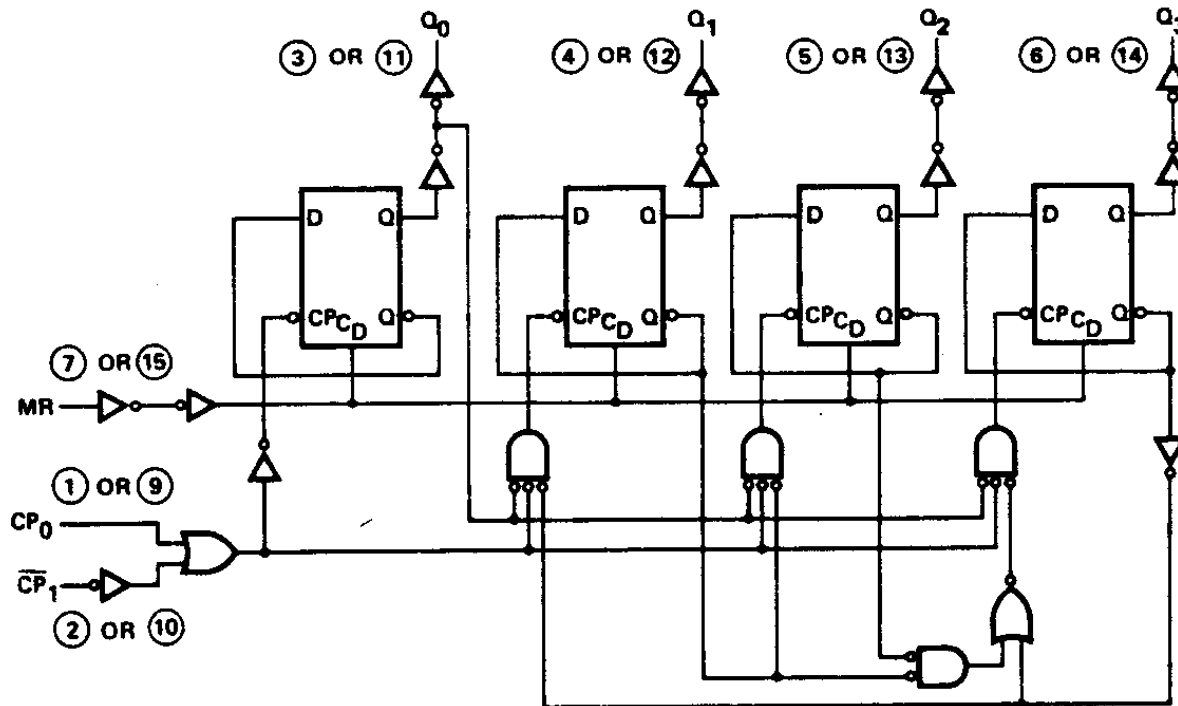 Q0 Q1 Q2 Q3
③ OR ⑪ ④ OR ⑫ ⑤ OR ⑬ ⑥ OR ⑭
D Q D Q D Q D Q
CP CD Q CP CD Q CP CD Q CP CD Q
⑦ OR ⑮
MR
① OR ⑨
CP0
C̅P̅1
② OR ⑩